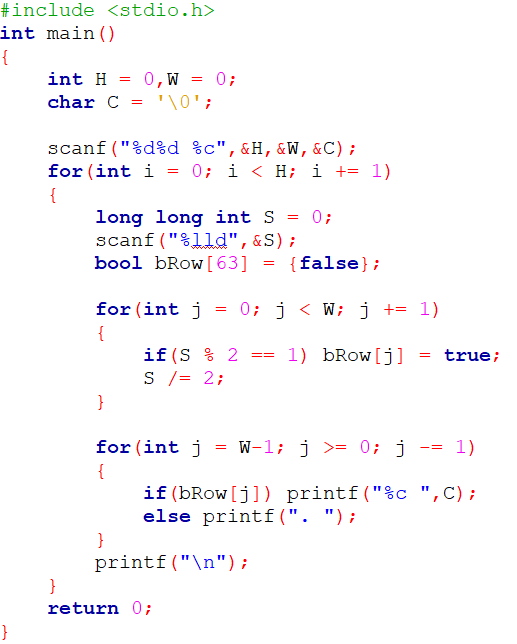 #include <stdio.h>
int main()
{
    int H = 0,W = 0;
    char C = '\0';

    scanf("%d%d %c",&H,&W,&C);
    for(int i = 0; i < H; i += 1)
    {
        long long int S = 0;
        scanf("%lld",&S);
        bool bRow[63] = {false};

        for(int j = 0; j < W; j += 1)
        {
            if(S % 2 == 1) bRow[j] = true;
            S /= 2;
        }

        for(int j = W-1; j >= 0; j -= 1)
        {
            if(bRow[j]) printf("%c ",C);
            else printf(". ");
        }
        printf("\n");
    }
    return 0;
}